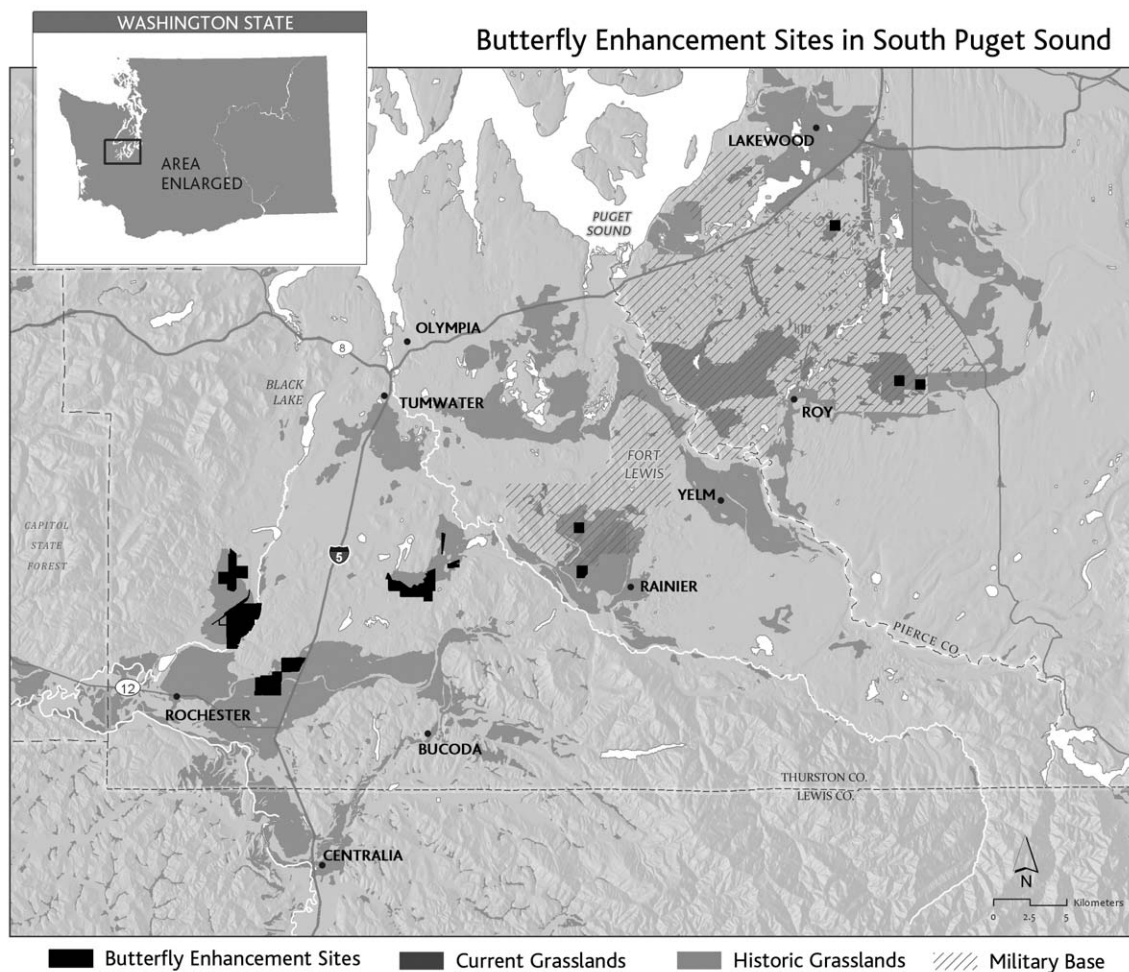 WASHINGTON STATE
AREA
ENLARGED
Butterfly Enhancement Sites in South Puget Sound
LAKEWOOD
PUGET
SOUND
OLYMPIA
8
BLACK
LAKE
TUMWATER
ROY
FORT
LEWIS
YELM
CAPITOL
STATE
FOREST
5
RAINIER
PIERCE CO.
12
ROCHESTER
BUCODA
THURSTON CO.
LEWIS CO.
CENTRALIA
N
Kilometers
0 2.5 5
Butterfly Enhancement Sites
Current Grasslands
Historic Grasslands
Military Base